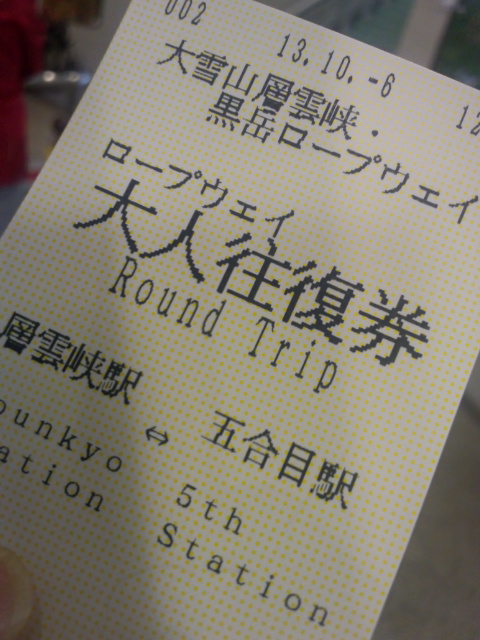 002
13.10.-6 12
大雪山層雲峡・
黒岳ロープウェイ
ロープウェイ
大人往復券
Round Trip
層雲峡駅 ⇔ 五合目駅
ounkyo 5th
ation Station